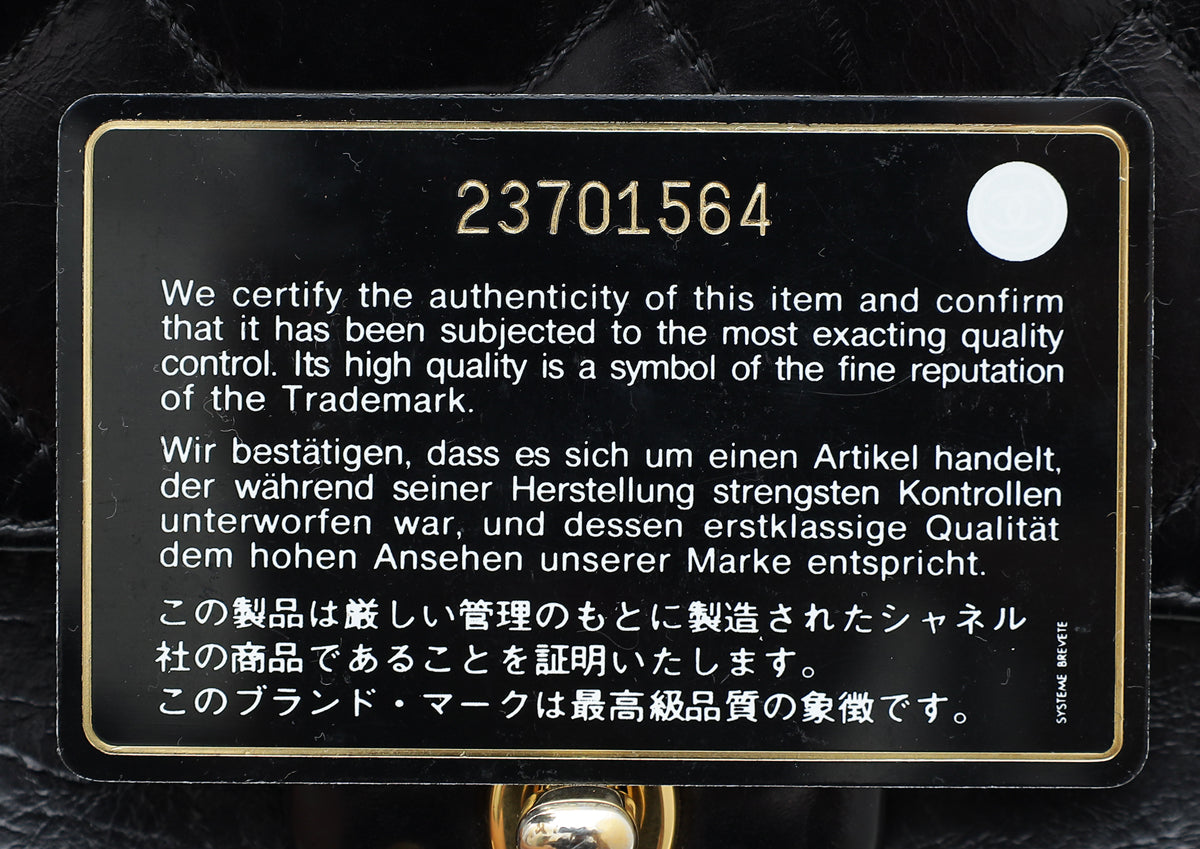 23701564
We certify the authenticity of this item and confirm
that it has been subjected to the most exacting quality
control. Its high quality is a symbol of the fine reputation
of the Trademark.
Wir bestätigen, dass es sich um einen Artikel handelt,
der während seiner Herstellung strengsten Kontrollen
unterworfen war, und dessen erstklassige Qualität
dem hohen Ansehen unserer Marke entspricht.
この製品は厳しい管理のもとに製造されたシャネル
社の商品であることを証明いたします。
このブランド・マークは最高級品質の象徴です。
SYSTEME BREVETE